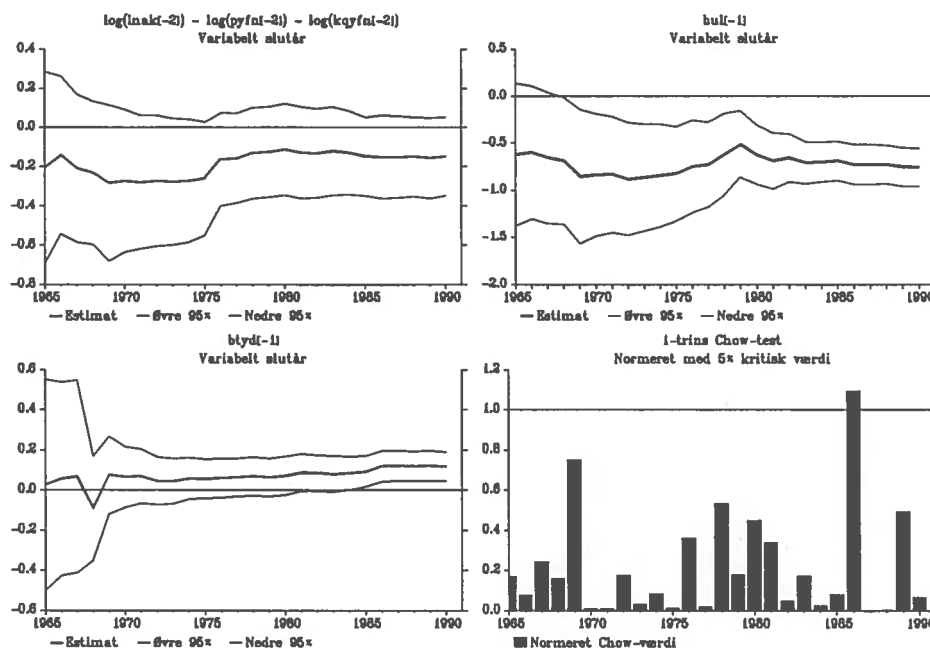 log(lnak[-2]) - log(pyfn[-2]) - log(kqyfn[-2])
Variabelt slutår
0.4
0.2
0.0
-0.2
-0.4
-0.6
-0.8
1965 1970 1975 1980 1985 1990
Estimat Øvre 95% Nedre 95%
bul[-1]
Variabelt slutår
0.5
0.0
-0.5
-1.0
-1.5
-2.0
1965 1970 1975 1980 1985 1990
Estimat Øvre 95% Nedre 95%
btyd[-1]
Variabelt slutår
0.6
0.4
0.2
0.0
-0.2
-0.4
-0.6
1965 1970 1975 1980 1985 1990
Estimat Øvre 95% Nedre 95%
1-trins Chow-test
Normeret med 5% kritisk værdi
1.2
1.0
0.8
0.6
0.4
0.2
0.0
1965 1970 1975 1980 1985 1990
Normeret Chow-værdi